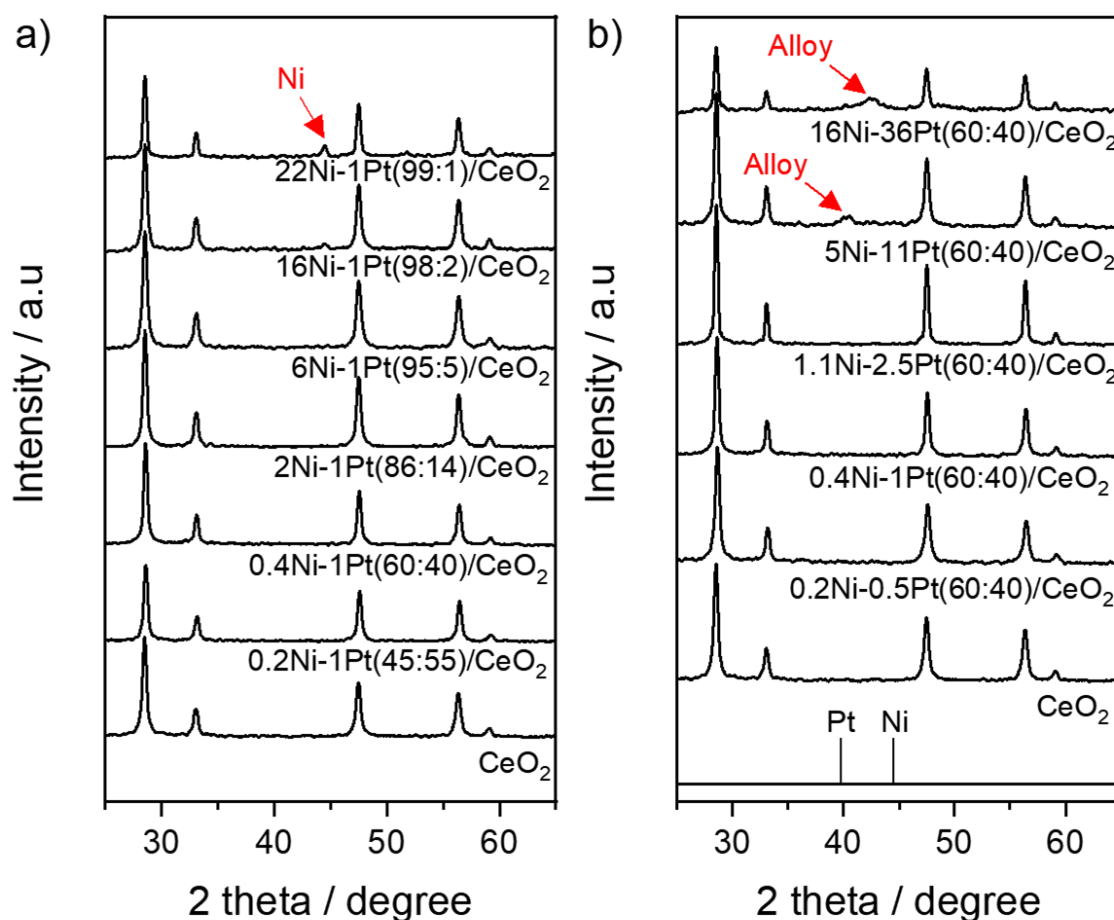 a)
Ni
22Ni-1Pt(99:1)/CeO₂
16Ni-1Pt(98:2)/CeO₂
6Ni-1Pt(95:5)/CeO₂
2Ni-1Pt(86:14)/CeO₂
0.4Ni-1Pt(60:40)/CeO₂
0.2Ni-1Pt(45:55)/CeO₂
CeO₂
Intensity / a.u
30 40 50 60
2 theta / degree
b)
Alloy
16Ni-36Pt(60:40)/CeO₂
Alloy
5Ni-11Pt(60:40)/CeO₂
1.1Ni-2.5Pt(60:40)/CeO₂
0.4Ni-1Pt(60:40)/CeO₂
0.2Ni-0.5Pt(60:40)/CeO₂
CeO₂
Pt Ni
Intensity / a.u
30 40 50 60
2 theta / degree